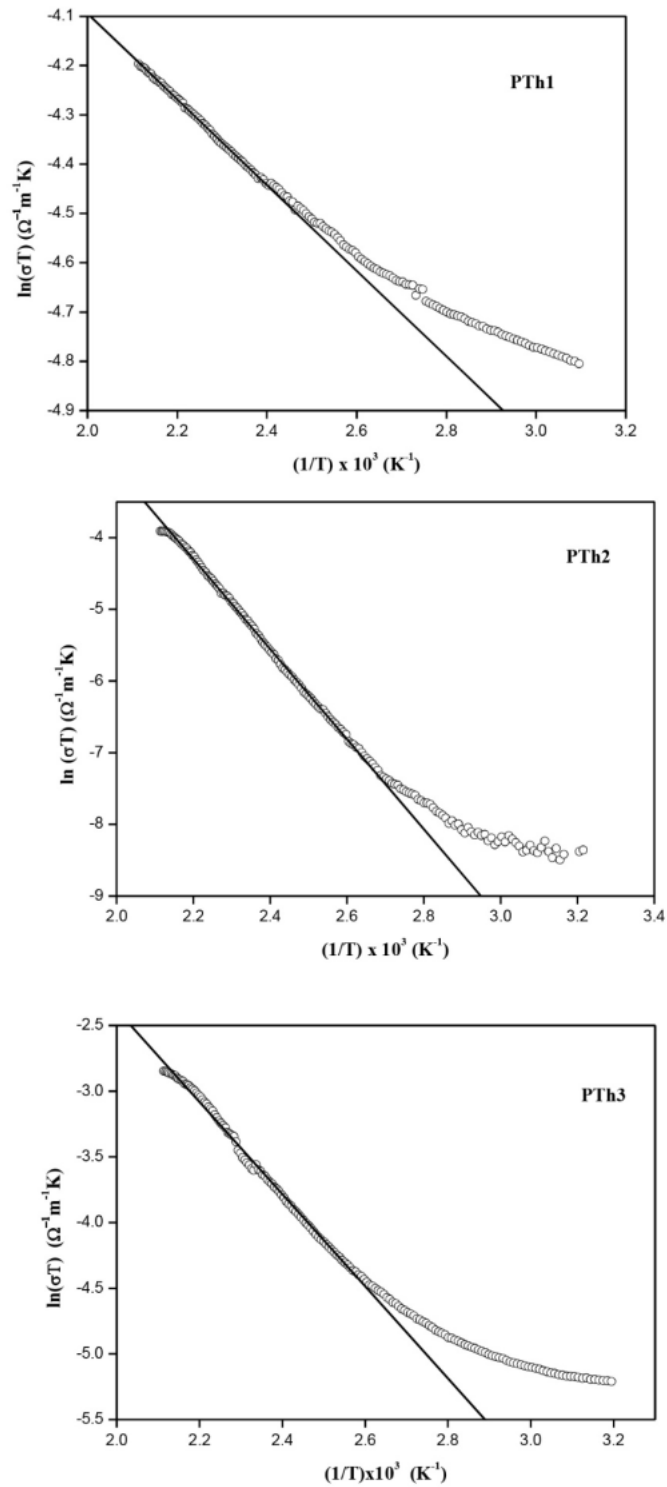 -4.1
PTh1
-4.2
-4.3
-4.4
-4.5
-4.6
-4.7
-4.8
-4.9
ln(σT) (Ω⁻¹m⁻¹K)
2.0 2.2 2.4 2.6 2.8 3.0 3.2
(1/T) x 10³ (K⁻¹)
PTh2
-4
-5
-6
-7
-8
-9
ln (σT) (Ω⁻¹m⁻¹K)
2.0 2.2 2.4 2.6 2.8 3.0 3.2 3.4
(1/T) x 10³ (K⁻¹)
-2.5
PTh3
-3.0
-3.5
-4.0
-4.5
-5.0
-5.5
ln(σT) (Ω⁻¹m⁻¹K)
2.0 2.2 2.4 2.6 2.8 3.0 3.2
(1/T)x10³ (K⁻¹)